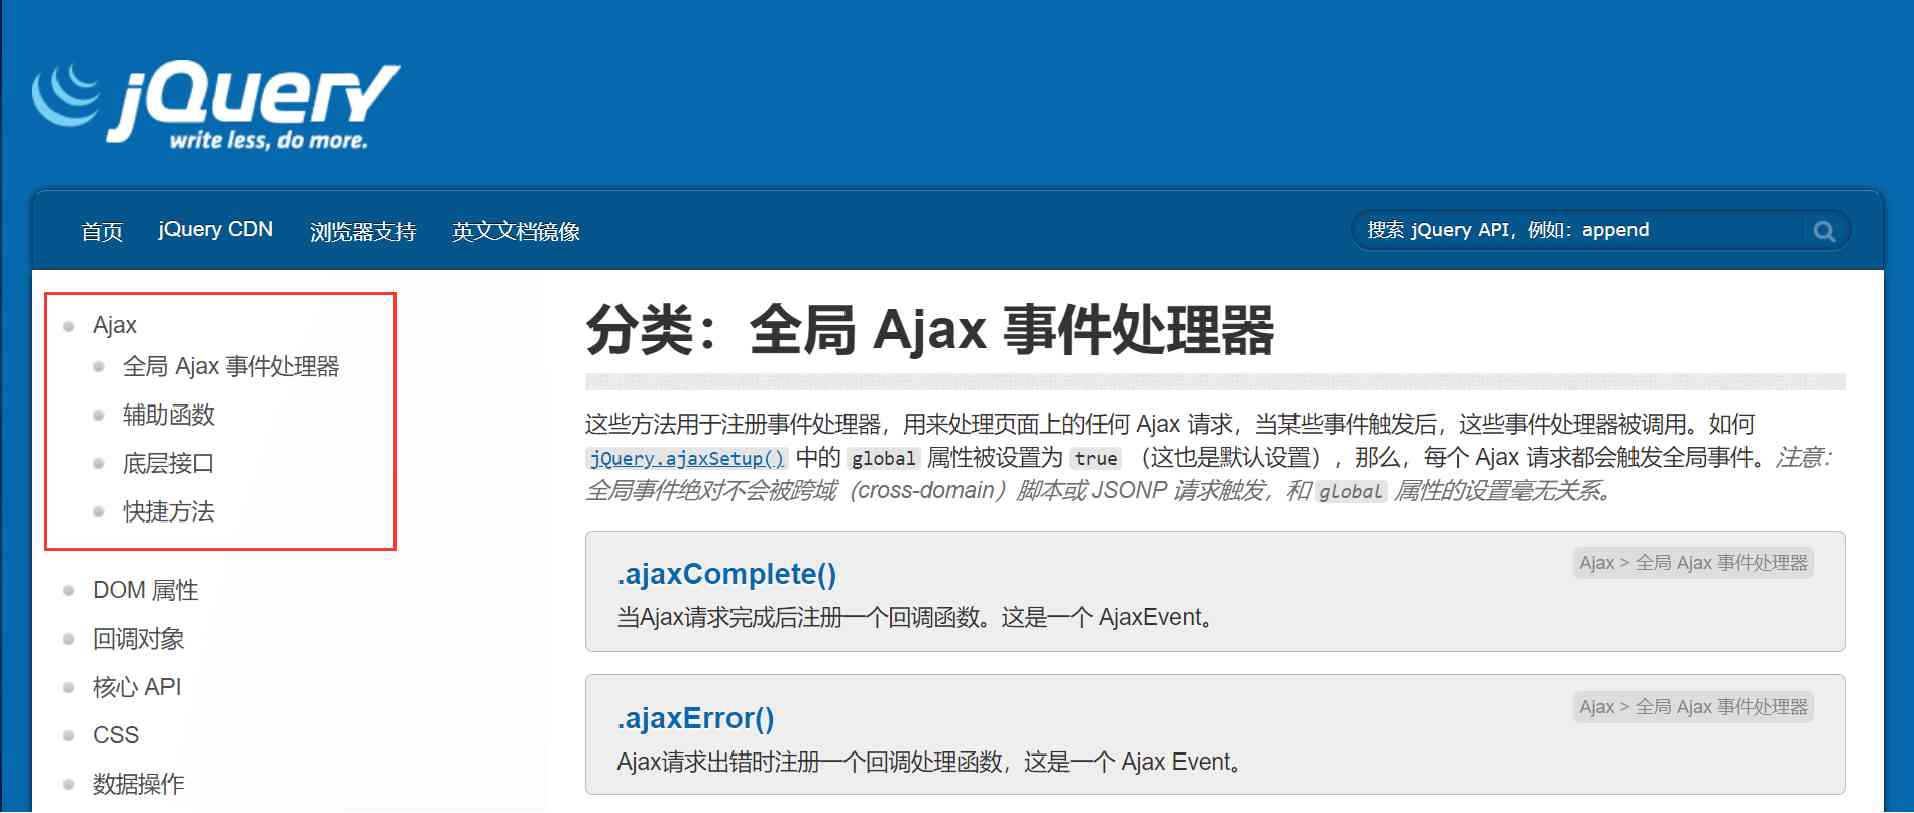 jQuery
write less, do more.
首页 jQuery CDN 浏览器支持 英文文档镜像 搜索 jQuery API，例如：append
Ajax
全局 Ajax 事件处理器
辅助函数
底层接口
快捷方法
DOM 属性
回调对象
核心 API
CSS
数据操作
分类：全局 Ajax 事件处理器
这些方法用于注册事件处理器，用来处理页面上的任何 Ajax 请求，当某些事件触发后，这些事件处理器被调用。如何
jQuery.ajaxSetup() 中的 global 属性被设置为 true （这也是默认设置），那么，每个 Ajax 请求都会触发全局事件。注意：
全局事件绝对不会被跨域（cross-domain）脚本或 JSONP 请求触发，和 global 属性的设置毫无关系。
Ajax > 全局 Ajax 事件处理器
.ajaxComplete()
当Ajax请求完成后注册一个回调函数。这是一个 AjaxEvent。
Ajax > 全局 Ajax 事件处理器
.ajaxError()
Ajax请求出错时注册一个回调处理函数，这是一个 Ajax Event。